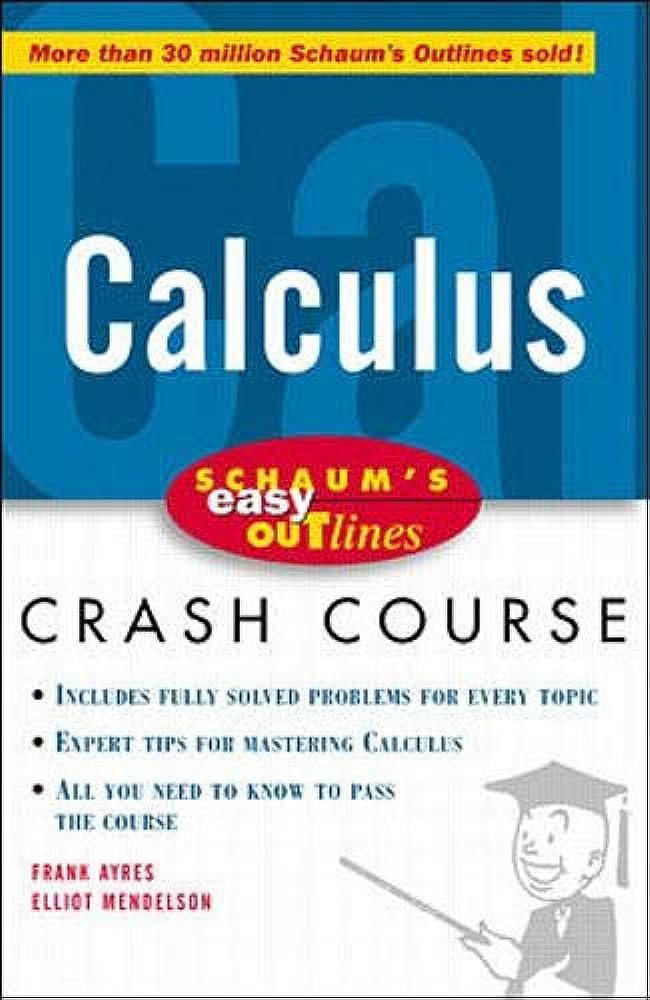 More than 30 million Schaum's Outlines sold!
Cal
Calculus
SCHAUM'S
easy
OUTlines
CRASH COURSE
• INCLUDES FULLY SOLVED PROBLEMS FOR EVERY TOPIC
• EXPERT TIPS FOR MASTERING CALCULUS
• ALL YOU NEED TO KNOW TO PASS
THE COURSE
FRANK AYRES
ELLIOT MENDELSON